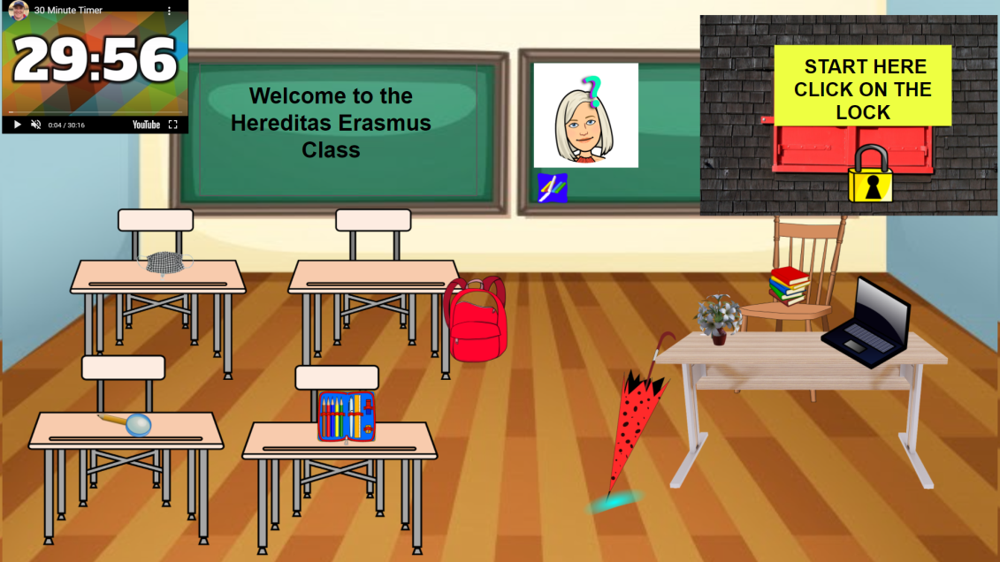 30 Minute Timer
29:56
0:04 / 30:16
YouTube
Welcome to the
Hereditas Erasmus
Class
?
START HERE
CLICK ON THE
LOCK